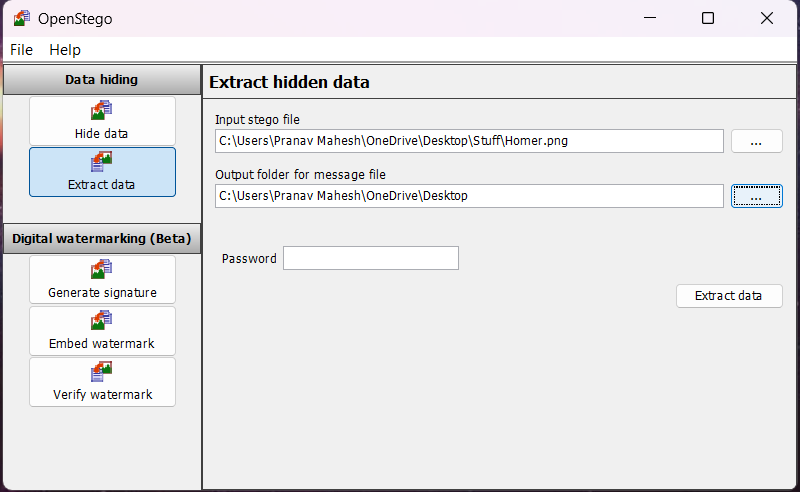 OpenStego
File Help
Data hiding
Hide data
Extract data
Digital watermarking (Beta)
Generate signature
Embed watermark
Verify watermark
Extract hidden data
Input stego file
C:\Users\Pranav Mahesh\OneDrive\Desktop\Stuff\Homer.png
...
Output folder for message file
C:\Users\Pranav Mahesh\OneDrive\Desktop
...
Password
Extract data